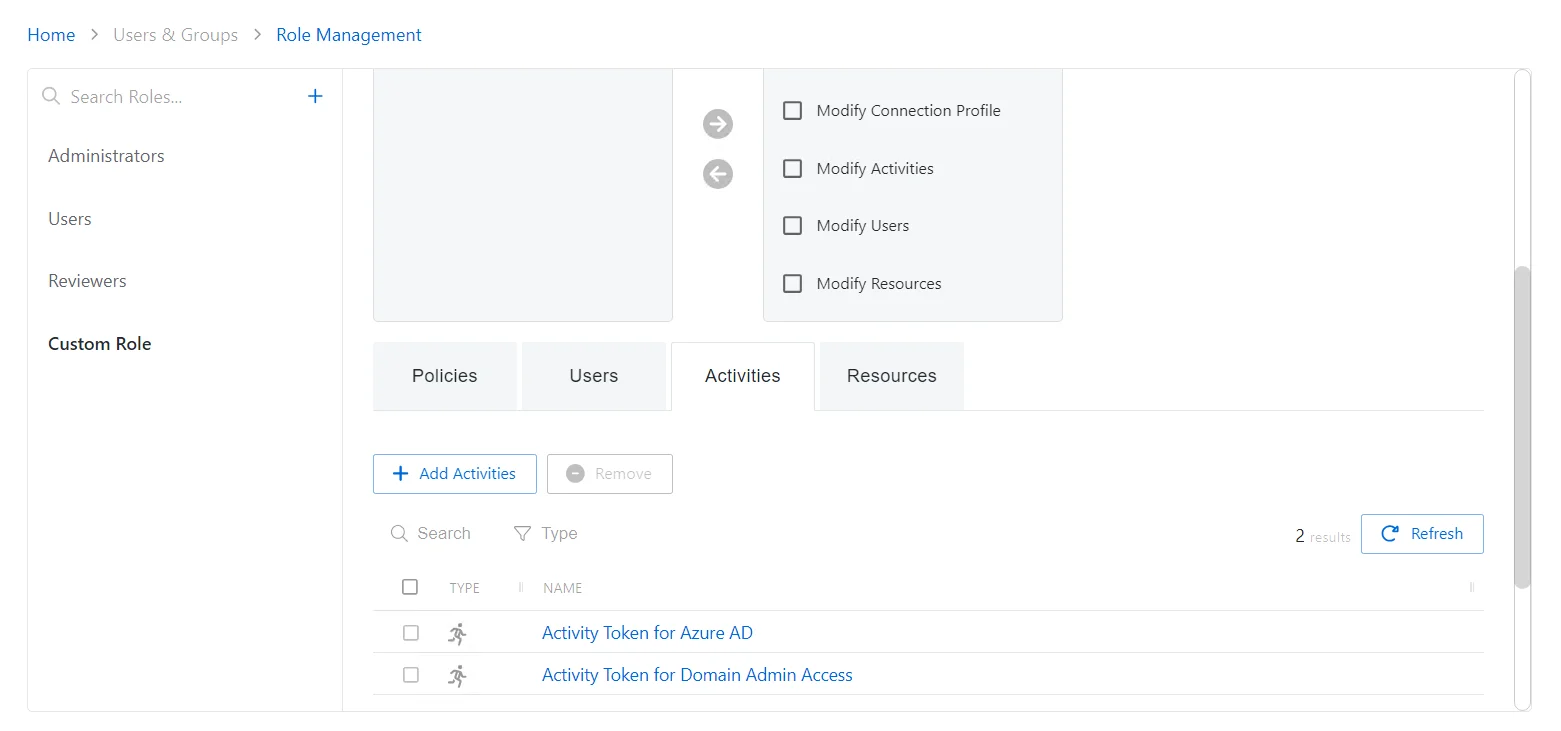 Home > Users & Groups > Role Management
Search Roles...
Administrators
Users
Reviewers
Custom Role
Modify Connection Profile
Modify Activities
Modify Users
Modify Resources
Policies Users Activities Resources
Add Activities Remove
Search Type 2 results Refresh
TYPE NAME
Activity Token for Azure AD
Activity Token for Domain Admin Access